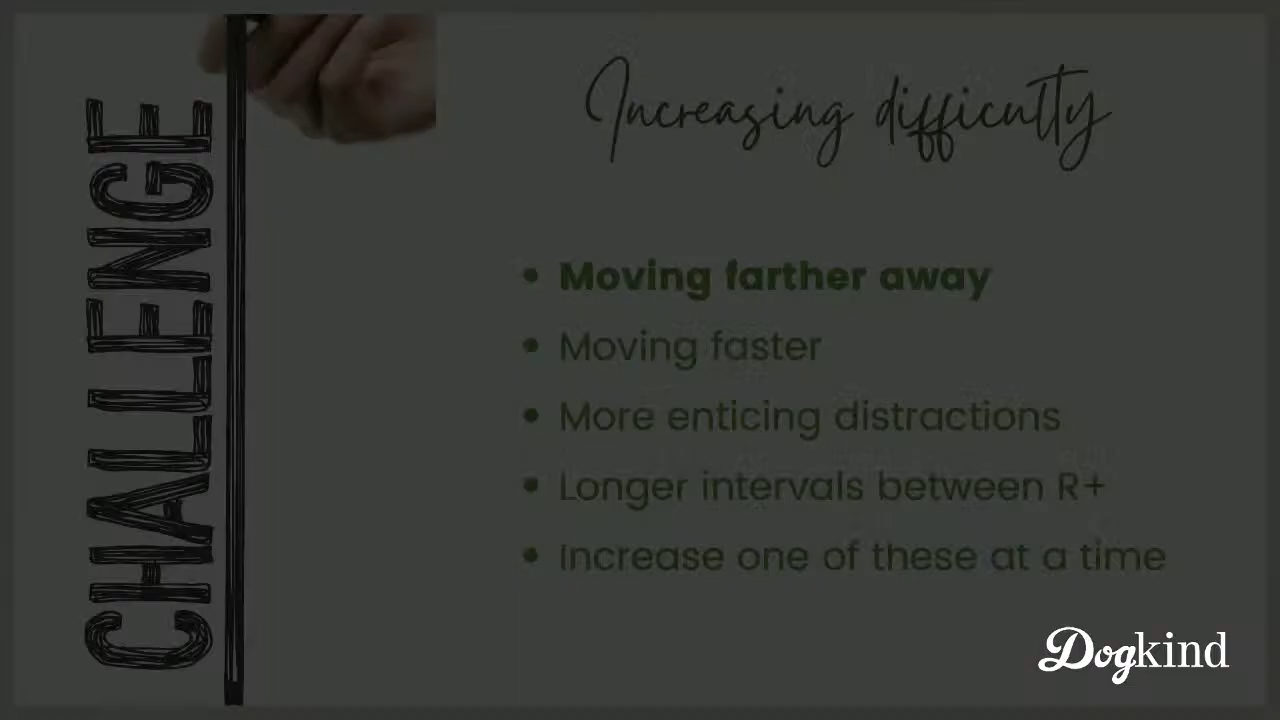 CHALLENGE
Increasing difficulty
• Moving farther away
• Moving faster
• More enticing distractions
• Longer intervals between R+
• Increase one of these at a time
Dogkind